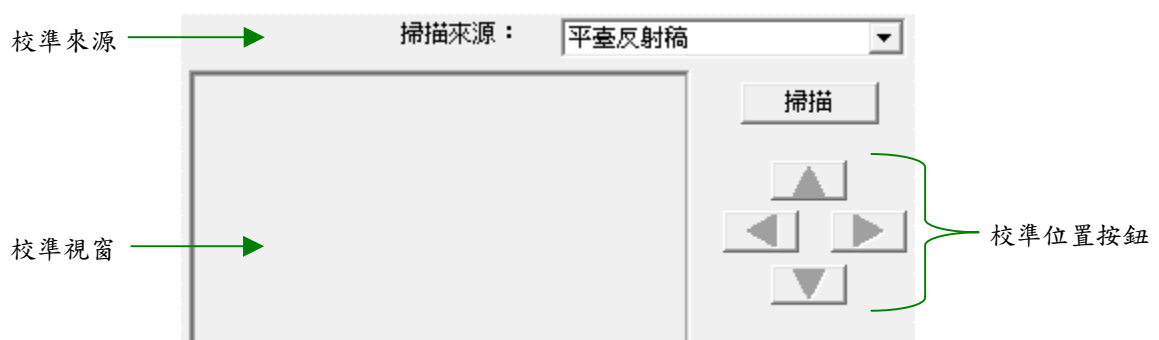 校準來源
掃描來源：
平臺反射稿
掃描
校準視窗
校準位置按鈕